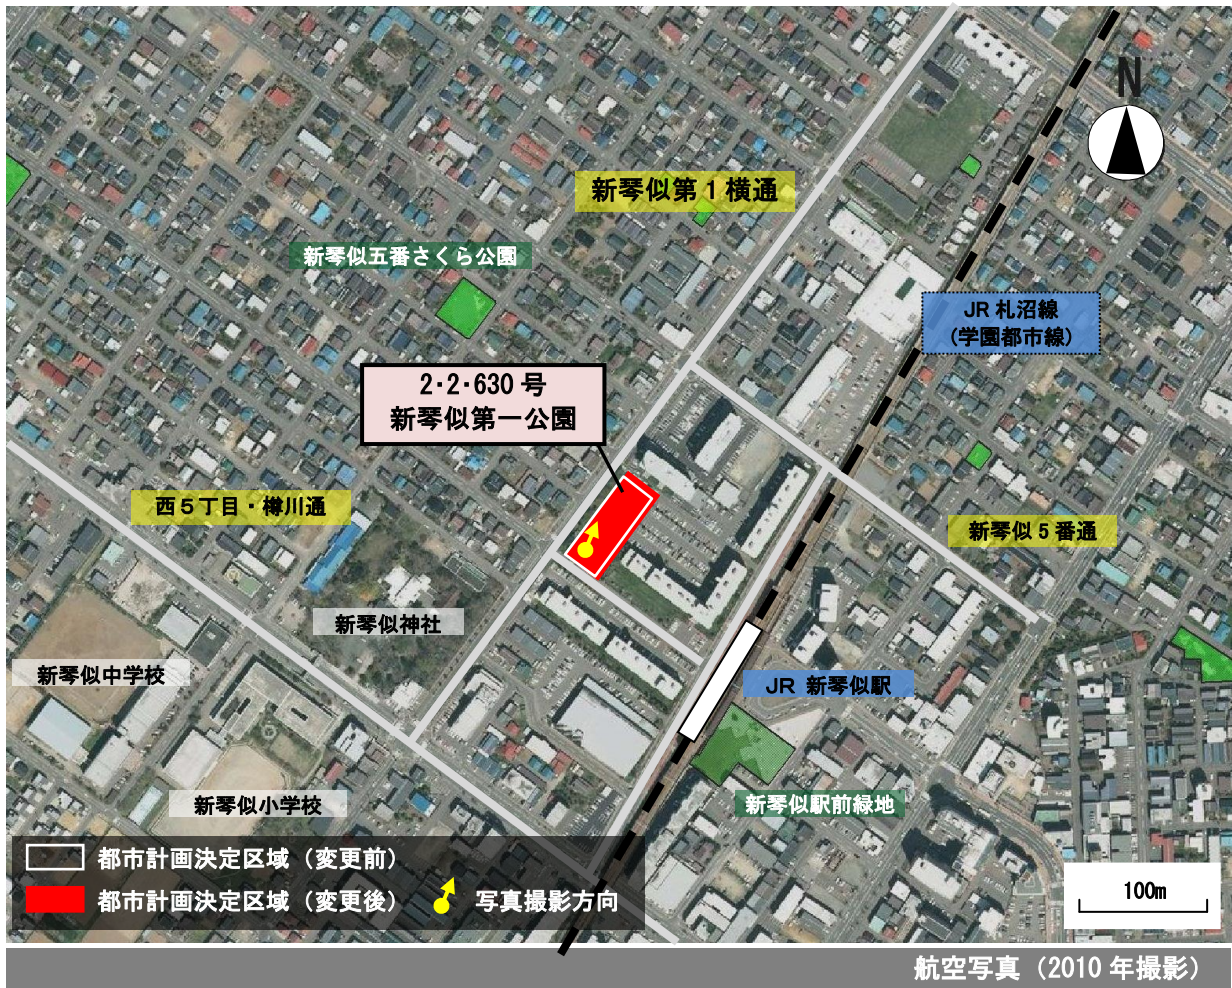 N
新琴似第1横通
新琴似五番さくら公園
JR 札沼線
(学園都市線)
2・2・630 号
新琴似第一公園
西5丁目・樽川通
新琴似5番通
新琴似神社
新琴似中学校
JR 新琴似駅
新琴似小学校
新琴似駅前緑地
都市計画決定区域（変更前）
都市計画決定区域（変更後）
写真撮影方向
100m
航空写真（2010 年撮影）